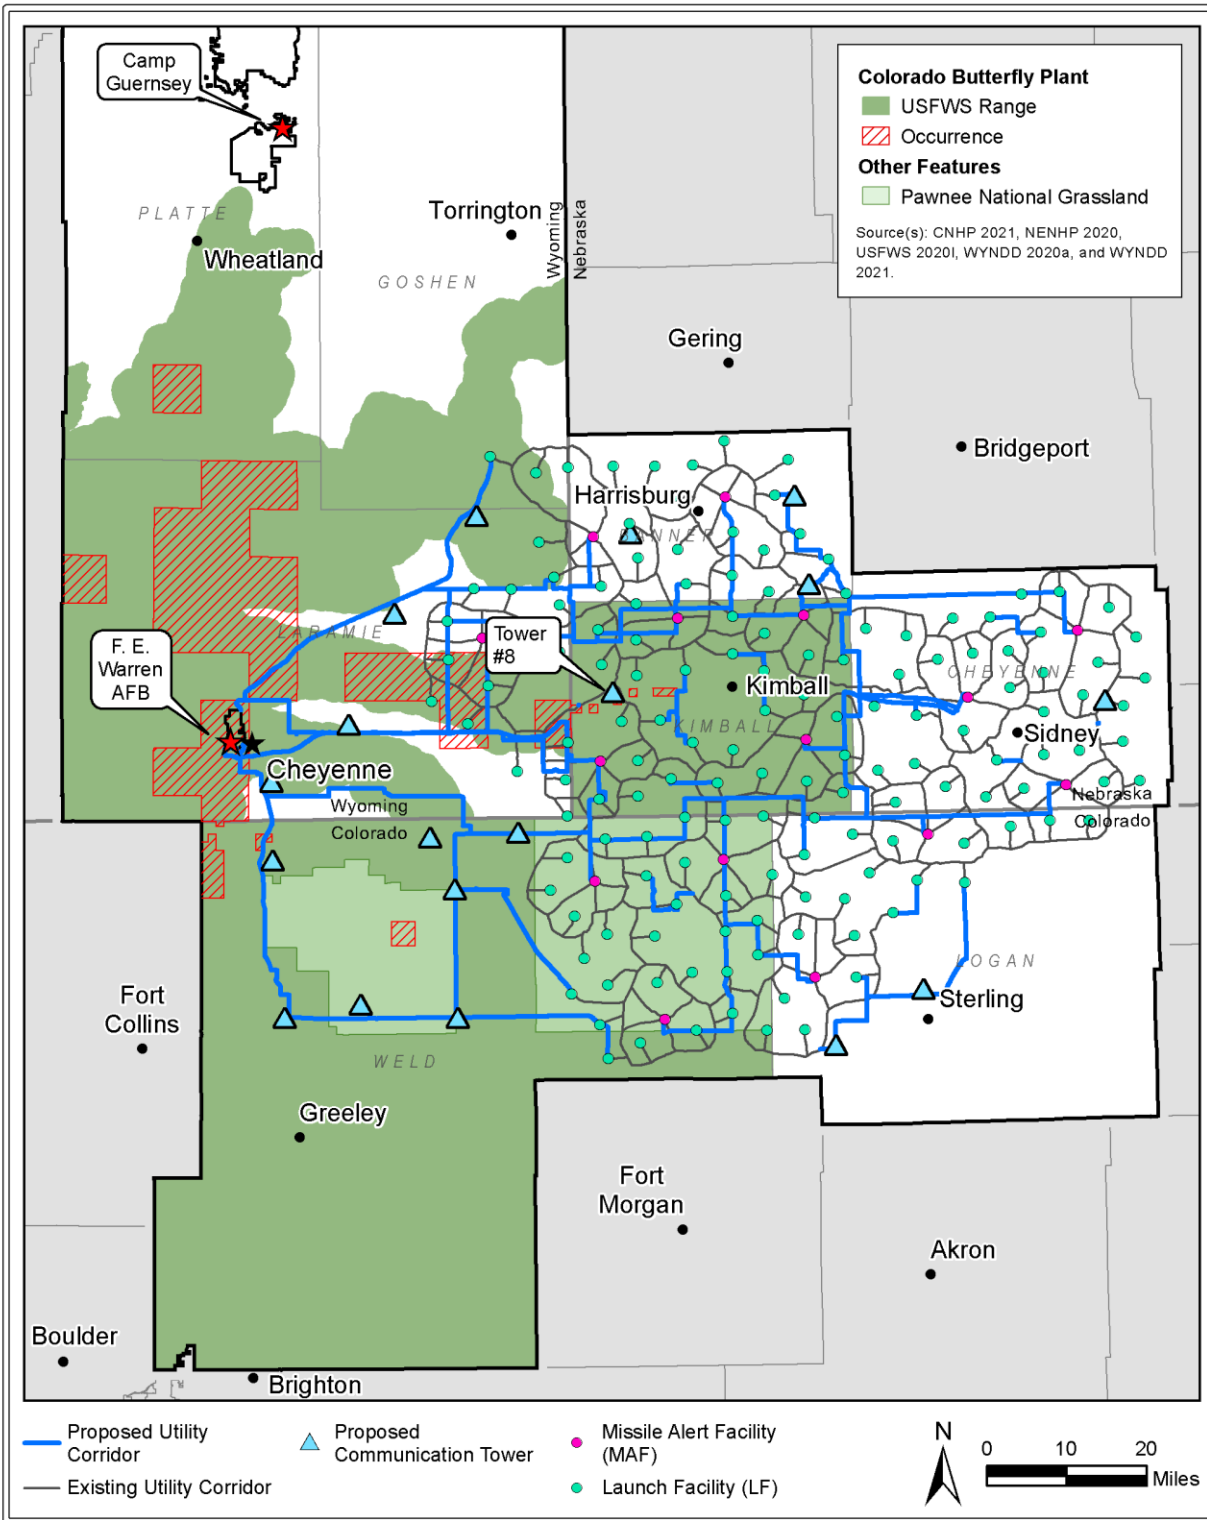 Camp
Guernsey
Colorado Butterfly Plant
USFWS Range
Occurrence
Other Features
Pawnee National Grassland
Source(s): CNHP 2021, NENHP 2020,
USFWS 2020l, WYNDD 2020a, and WYNDD
2021.
PLATTE
Wheatland
Torrington
GOSHEN
Wyoming
Nebraska
Gering
Bridgeport
Harrisburg
BANNER
LARAMIE
F. E.
Warren
AFB
Tower
#8
Kimball
KIMBALL
CHEYENNE
Sidney
Cheyenne
Wyoming
Colorado
Nebraska
Colorado
LOGAN
Sterling
Fort
Collins
WELD
Greeley
Fort
Morgan
Akron
Boulder
Brighton
Proposed Utility
Corridor
Existing Utility Corridor
Proposed
Communication Tower
Missile Alert Facility
(MAF)
Launch Facility (LF)
N
0 10 20
Miles